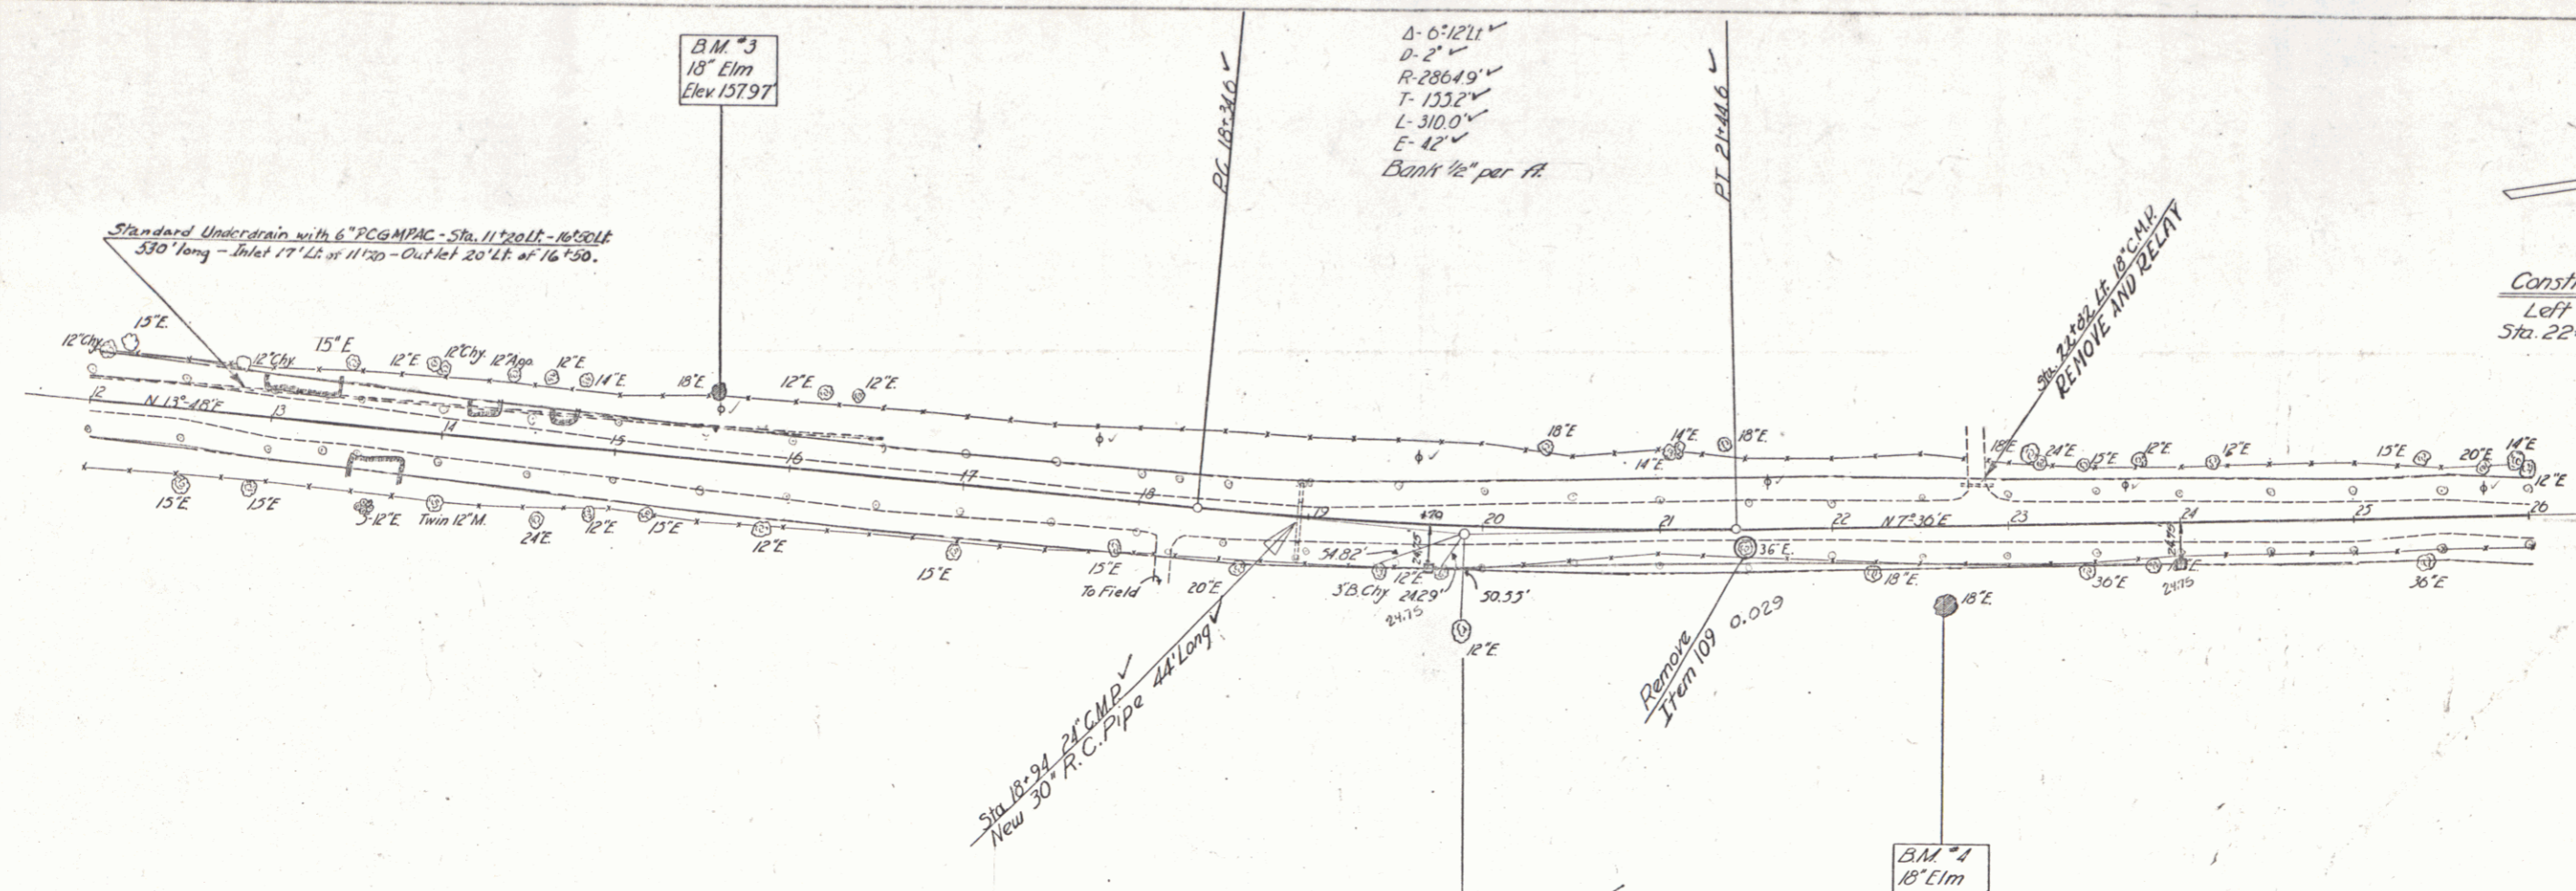 B.M. #3
18" Elm
Elev. 157.97
PC 18+34.6 ✓
Δ- 6°12' Lt ✓
D- 2° ✓
R- 2864.9' ✓
T- 155.2' ✓
L- 310.0' ✓
E- 4.2' ✓
Bank 1/2" per ft.
PT 21+44.6 ✓
Standard Underdrain with 6" PCGMPAC - Sta. 11+20 Lt. - 16+50 Lt.
530' long - Inlet 17' Lt. of 11+20 - Outlet 20' Lt. of 16+50.
Sta. 22+82 Lt. 18" C.M.P.
REMOVE AND RELAY
Left
12" Chy.
15" E.
12" Chy
15" E
12" E
12" Chy.
12" App.
12" E
14" E.
18" E
12" E
12" E.
18" E
14" E
14" E.
18" E.
18" E
24" E
15" E
12" E
12" E
15" E
20" E
14" E
12" E
12
N 13°-48' E
13
14
15
16
17
18
19
+79
20
21
22
N 7°-36' E
23
24
25
26
15" E
15" E
3-12" E
Twin 12" M.
24" E.
12" E
15" E
12" E
15" E
15" E
To Field
20" E
54.82'
24.75'
12" E
3" B. Chy
24.29'
24.75
50.55'
12" E.
36" E.
18" E.
36" E
24.75
36" E
18" E.
Remove
Item 109 0.029
Sta 18+94 24" C.M.P. ✓
New 30" R.C. Pipe 44' Long ✓
B.M. #4
18" Elm